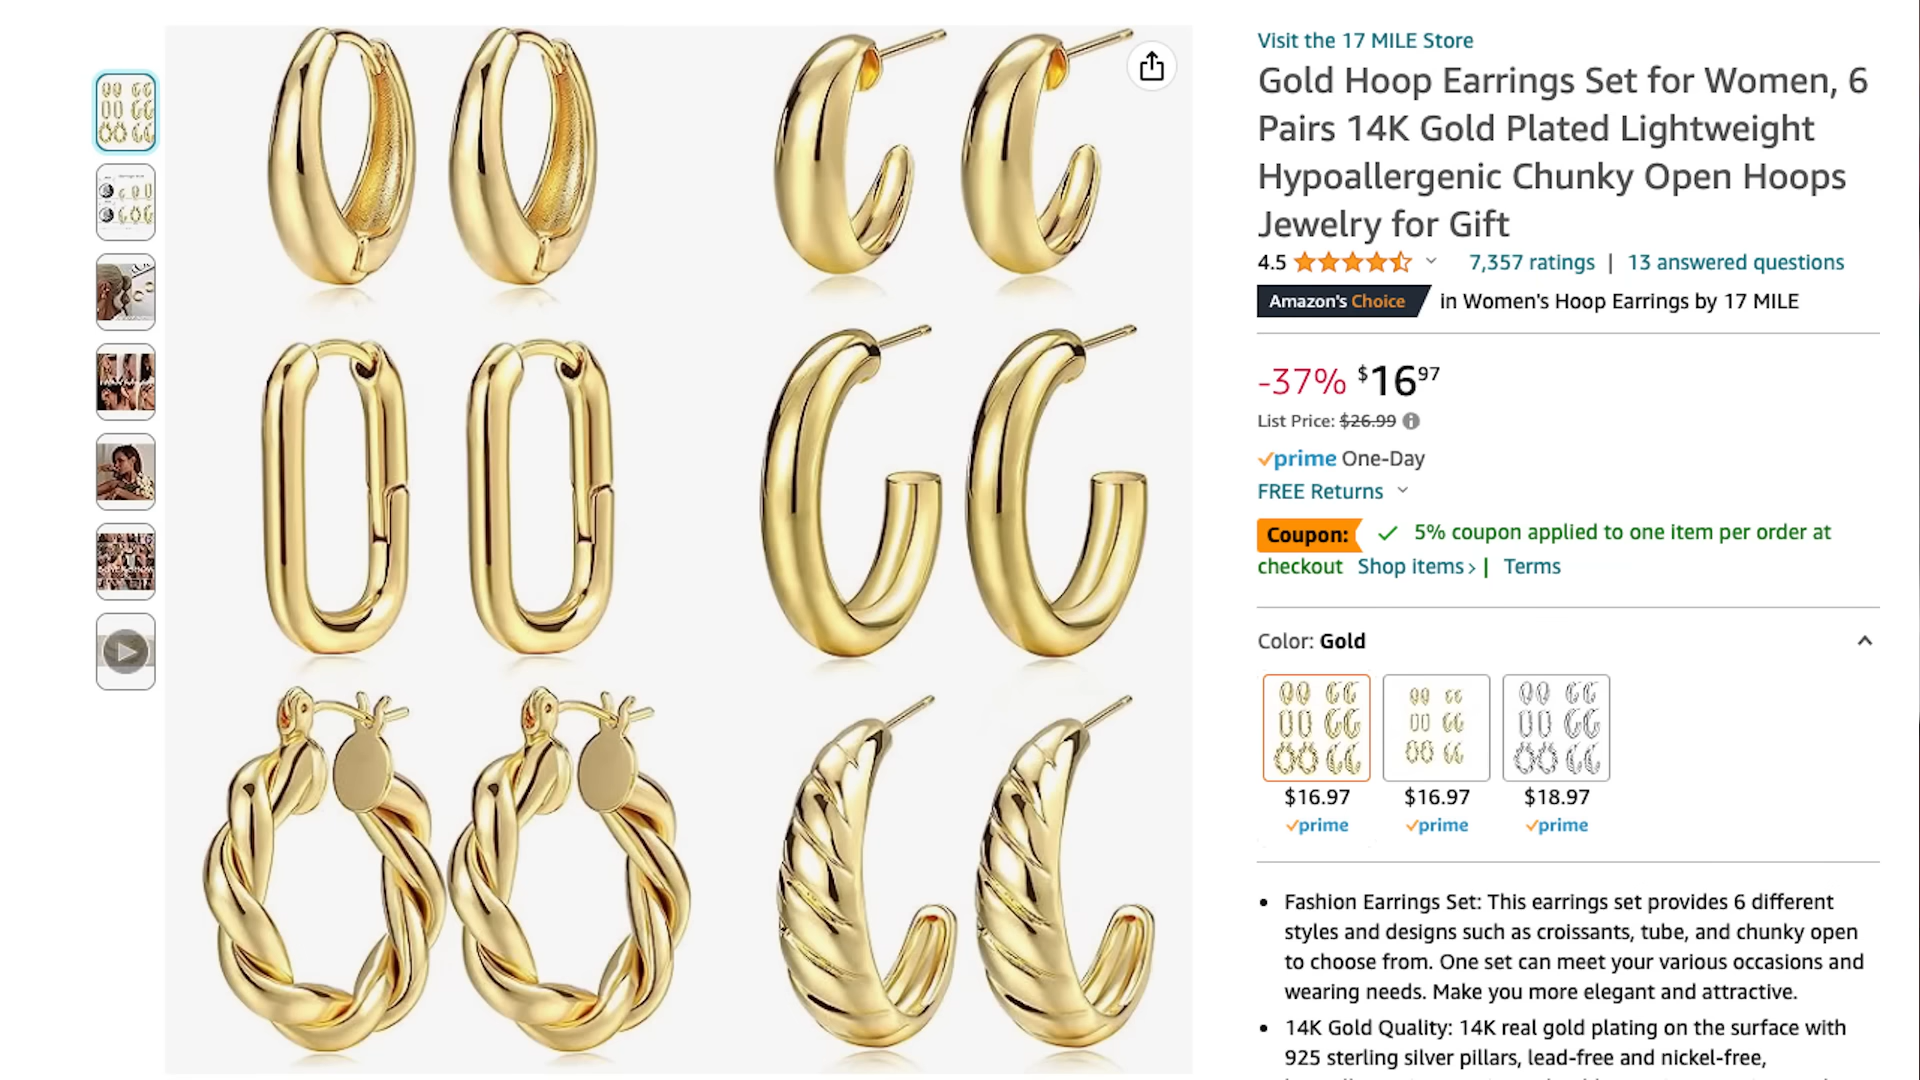 Visit the 17 MILE Store
Gold Hoop Earrings Set for Women, 6
Pairs 14K Gold Plated Lightweight
Hypoallergenic Chunky Open Hoops
Jewelry for Gift
4.5 7,357 ratings | 13 answered questions
Amazon's Choice in Women's Hoop Earrings by 17 MILE
-37% $16 97
List Price: $26.99
prime One-Day
FREE Returns
Coupon: 5% coupon applied to one item per order at
checkout Shop items › | Terms
Color: Gold
$16.97 $16.97 $18.97
prime prime prime
• Fashion Earrings Set: This earrings set provides 6 different
styles and designs such as croissants, tube, and chunky open
to choose from. One set can meet your various occasions and
wearing needs. Make you more elegant and attractive.
• 14K Gold Quality: 14K real gold plating on the surface with
925 sterling silver pillars, lead-free and nickel-free,